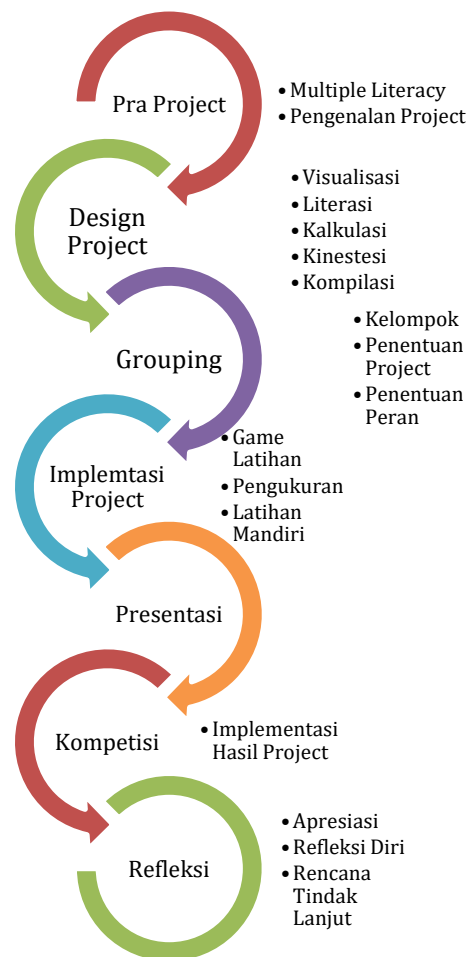 Pra Project
• Multiple Literacy
• Pengenalan Project
Design
Project
• Visualisasi
• Literasi
• Kalkulasi
• Kinestesi
• Kompilasi
Grouping
• Kelompok
• Penentuan
Project
• Penentuan
Peran
Implemtasi
Project
• Game
Latihan
• Pengukuran
• Latihan
Mandiri
Presentasi
Kompetisi
• Implementasi
Hasil Project
Refleksi
• Apresiasi
• Refleksi Diri
• Rencana
Tindak
Lanjut